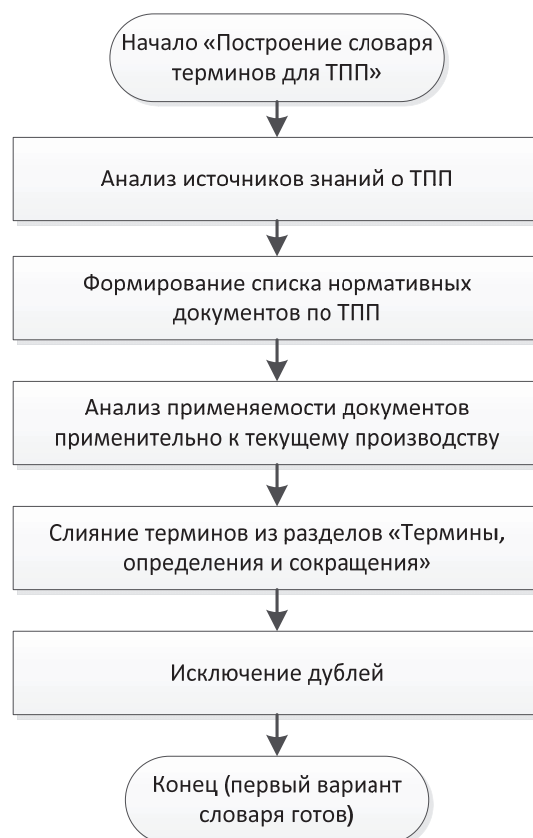 Начало «Построение словаря
терминов для ТПП»
Анализ источников знаний о ТПП
Формирование списка нормативных
документов по ТПП
Анализ применяемости документов
применительно к текущему производству
Слияние терминов из разделов «Термины,
определения и сокращения»
Исключение дублей
Конец (первый вариант
словаря готов)